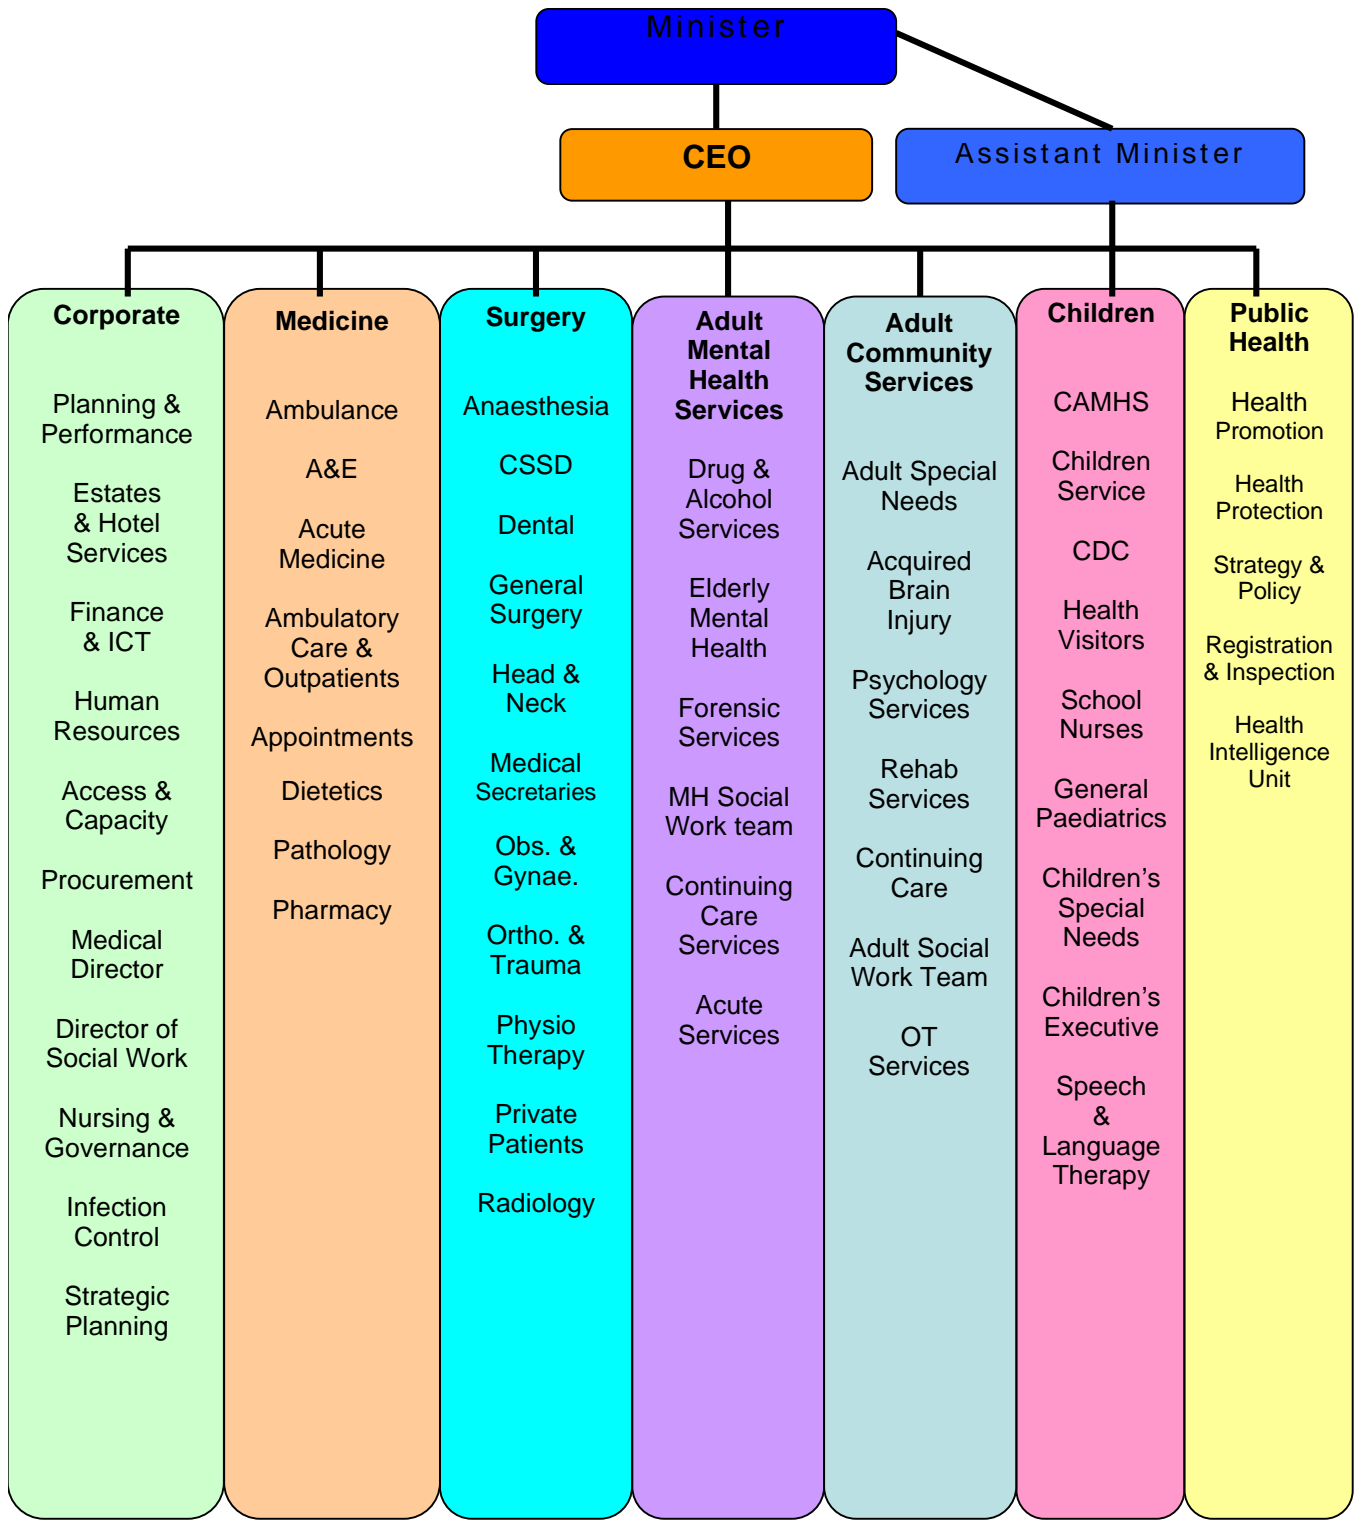 Minister
CEO
Assistant Minister
Corporate
Planning &
Performance
Estates
& Hotel
Services
Finance
& ICT
Human
Resources
Access &
Capacity
Procurement
Medical
Director
Director of
Social Work
Nursing &
Governance
Infection
Control
Strategic
Planning
Medicine
Ambulance
A&E
Acute
Medicine
Ambulatory
Care &
Outpatients
Appointments
Dietetics
Pathology
Pharmacy
Surgery
Anaesthesia
CSSD
Dental
General
Surgery
Head &
Neck
Medical
Secretaries
Obs. &
Gynae.
Ortho. &
Trauma
Physio
Therapy
Private
Patients
Radiology
Adult
Mental
Health
Services
Drug &
Alcohol
Services
Elderly
Mental
Health
Forensic
Services
MH Social
Work team
Continuing
Care
Services
Acute
Services
Adult
Community
Services
Adult Special
Needs
Acquired
Brain
Injury
Psychology
Services
Rehab
Services
Continuing
Care
Adult Social
Work Team
OT
Services
Children
CAMHS
Children
Service
CDC
Health
Visitors
School
Nurses
General
Paediatrics
Children’s
Special
Needs
Children’s
Executive
Speech
&
Language
Therapy
Public
Health
Health
Promotion
Health
Protection
Strategy &
Policy
Registration
& Inspection
Health
Intelligence
Unit